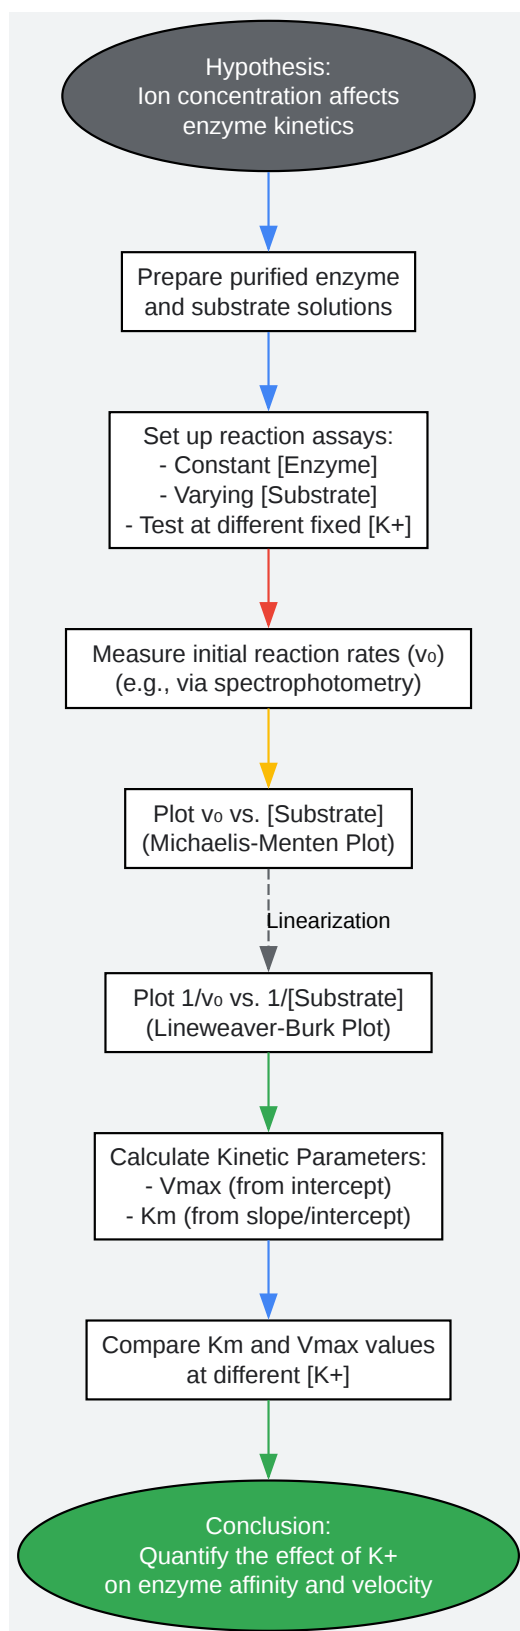 Hypothesis:
Ion concentration affects
enzyme kinetics
Prepare purified enzyme
and substrate solutions
Set up reaction assays:
- Constant [Enzyme]
- Varying [Substrate]
- Test at different fixed [K+]
Measure initial reaction rates (v₀)
(e.g., via spectrophotometry)
Plot v₀ vs. [Substrate]
(Michaelis-Menten Plot)
Linearization
Plot 1/v₀ vs. 1/[Substrate]
(Lineweaver-Burk Plot)
Calculate Kinetic Parameters:
- Vmax (from intercept)
- Km (from slope/intercept)
Compare Km and Vmax values
at different [K+]
Conclusion:
Quantify the effect of K+
on enzyme affinity and velocity